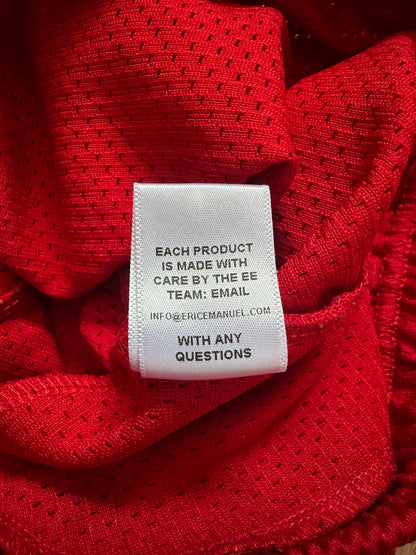 EACH PRODUCT
IS MADE WITH
CARE BY THE EE
TEAM: EMAIL
INFO@ERICEMANUEL.COM
WITH ANY
QUESTIONS